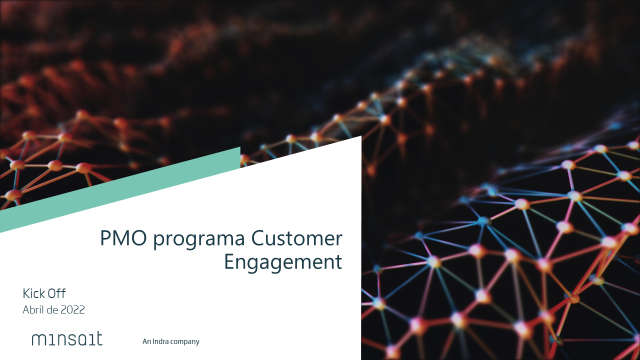 PMO programa Customer
Engagement
Kick Off
Abril de 2022
minsait
An Indra company